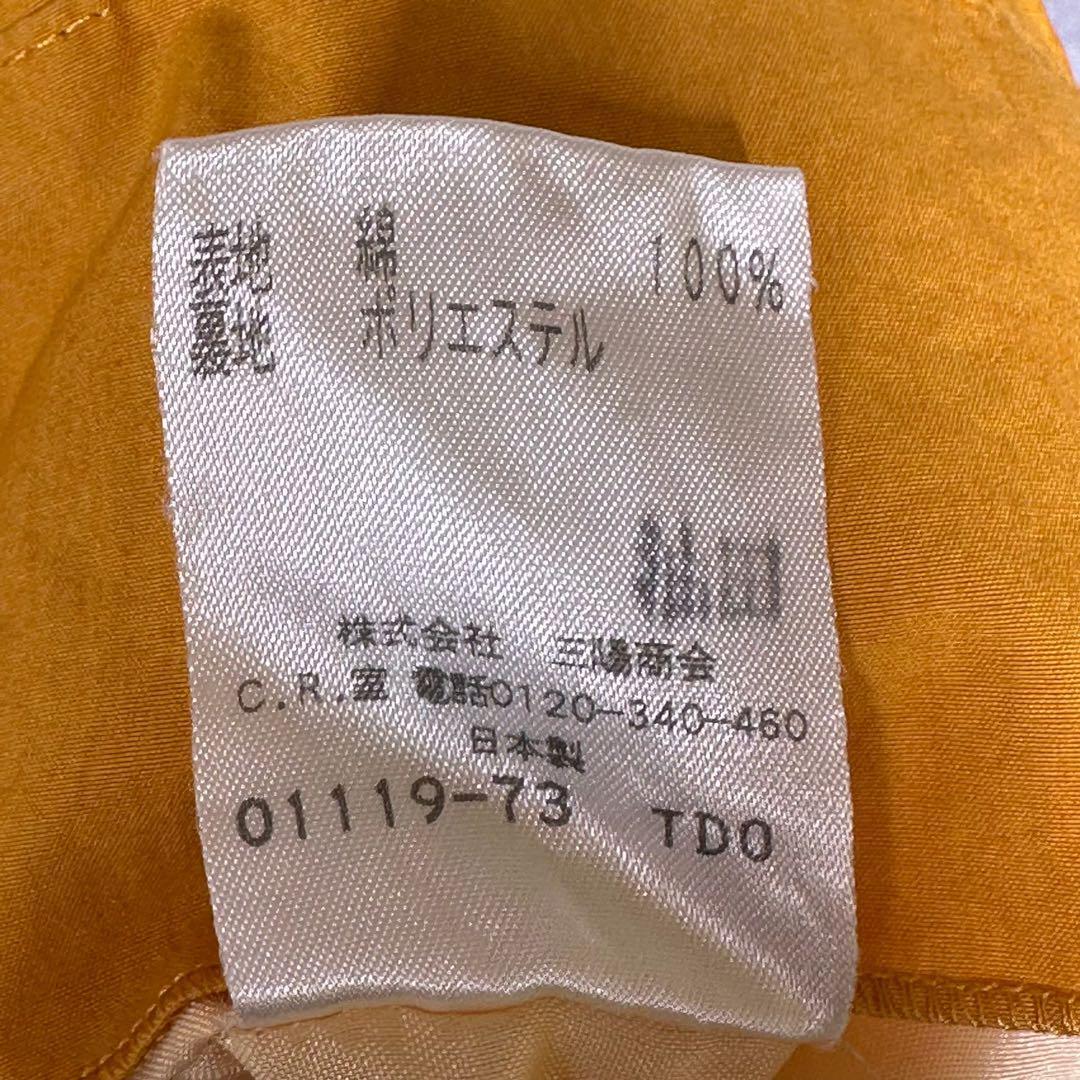 表地 綿 100%
裏地 ポリエステル
株式会社 三陽商会
C.R.室 電話0120-340-460
日本製
01119-73 TDO